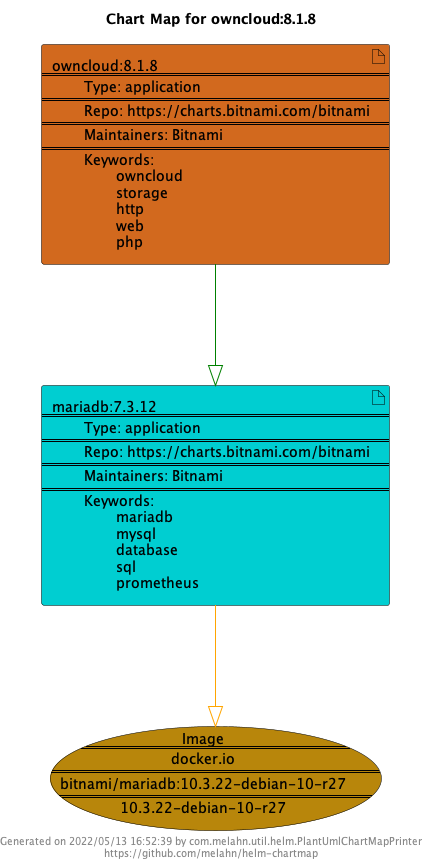 Chart Map for owncloud:8.1.8
owncloud:8.1.8
Type: application
Repo: https://charts.bitnami.com/bitnami
Maintainers: Bitnami
Keywords:
owncloud
storage
http
web
php
mariadb:7.3.12
Type: application
Repo: https://charts.bitnami.com/bitnami
Maintainers: Bitnami
Keywords:
mariadb
mysql
database
sql
prometheus
Image
docker.io
bitnami/mariadb:10.3.22-debian-10-r27
10.3.22-debian-10-r27
Generated on 2022/05/13 16:52:39 by com.melahn.util.helm.PlantUmlChartMapPrinter
https://github.com/melahn/helm-chartmap